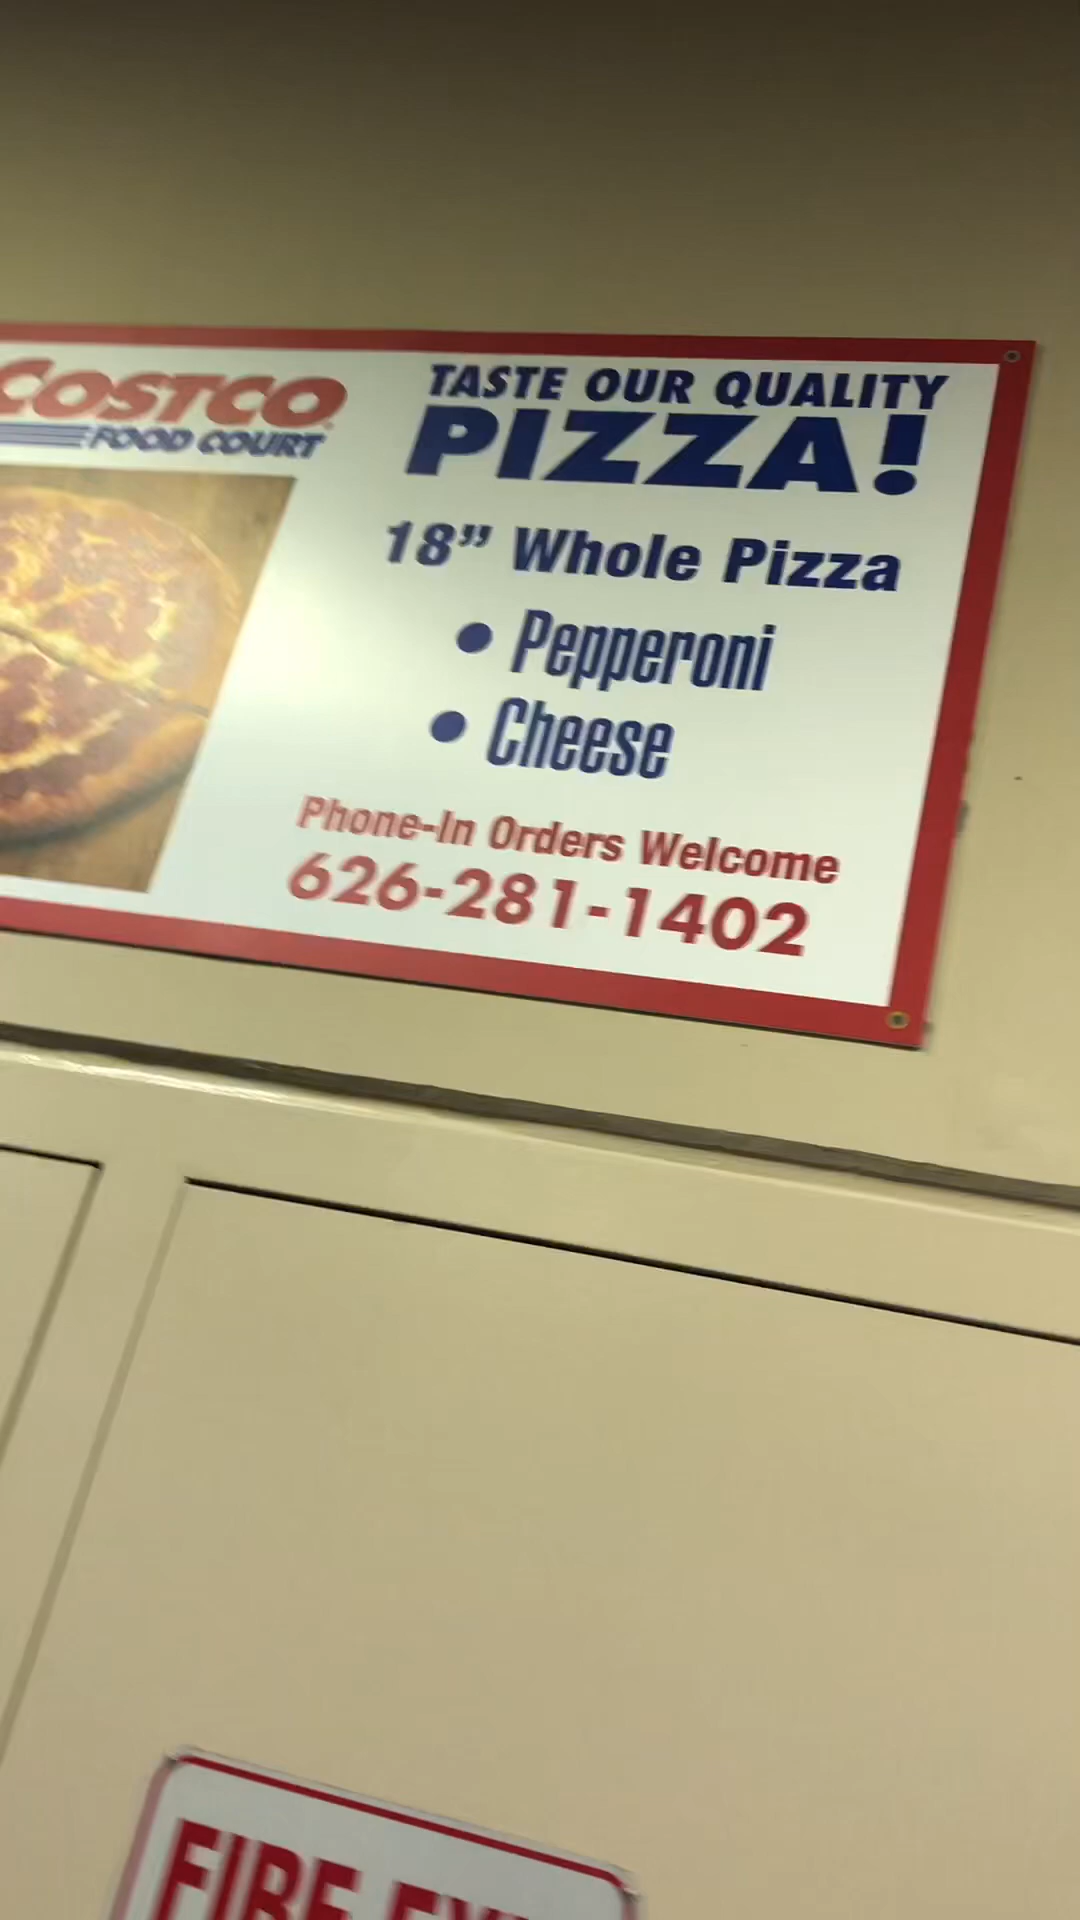 COSTCO
FOOD COURT
TASTE OUR QUALITY
PIZZA!
18” Whole Pizza
• Pepperoni
• Cheese
Phone-In Orders Welcome
626-281-1402
FIRE